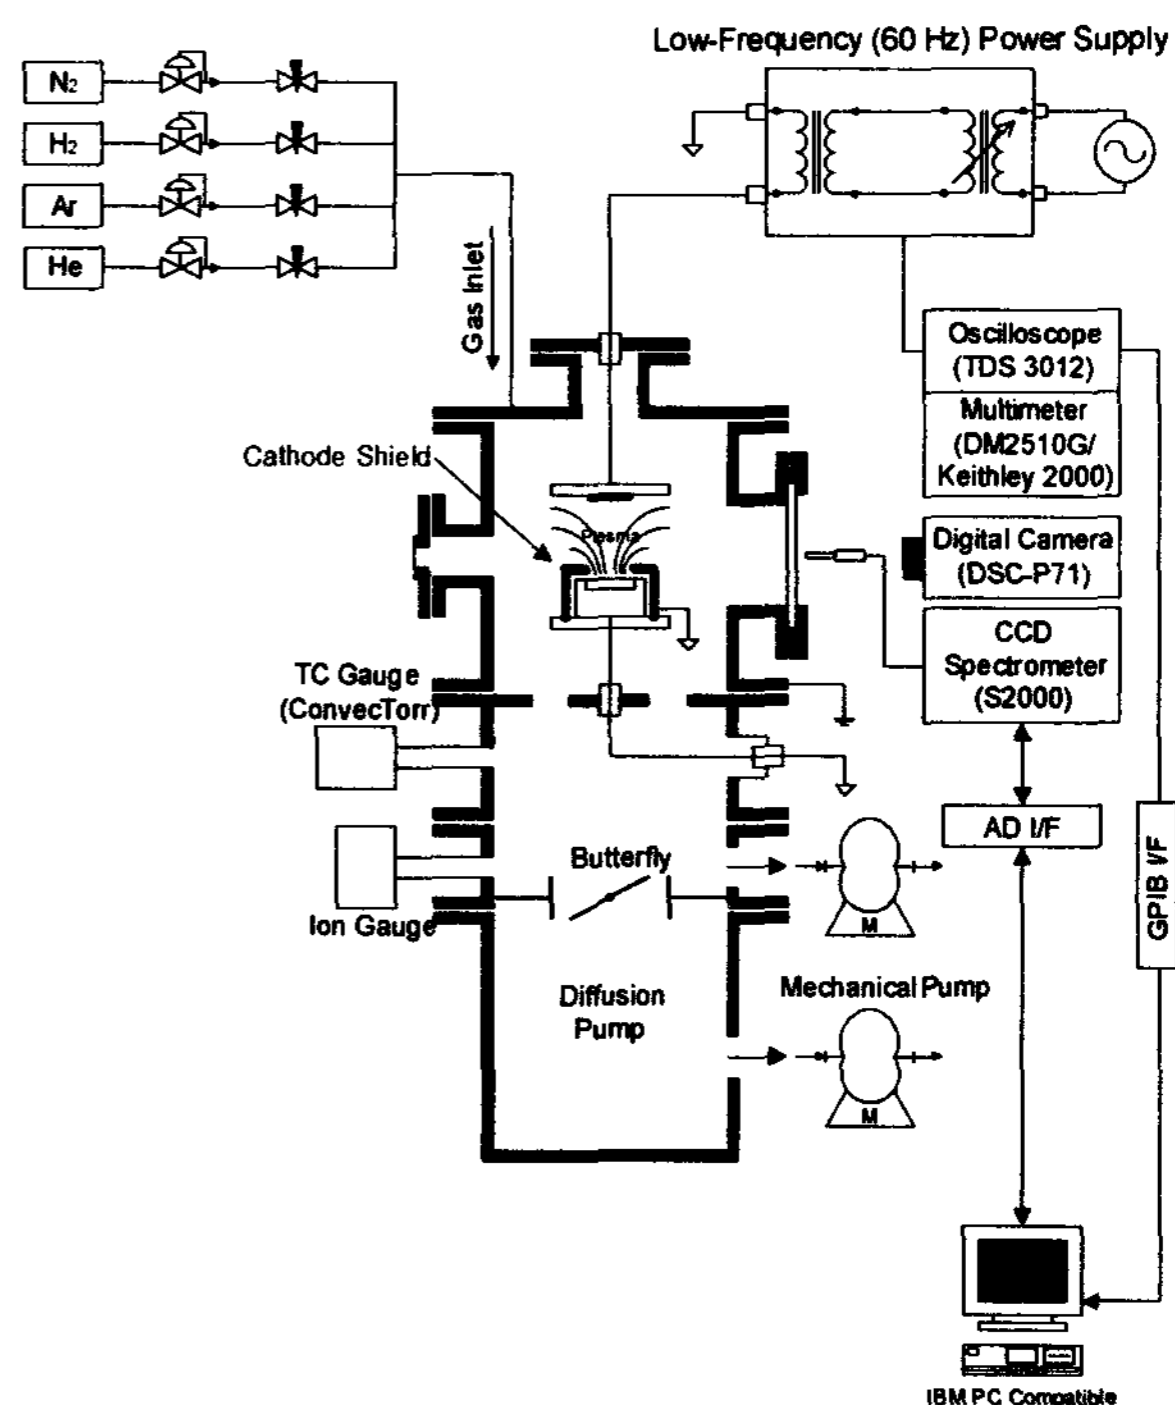 Low-Frequency (60 Hz) Power Supply
N2
H2
Ar
He
Gas Inlet
Oscilloscope
(TDS 3012)
Multimeter
(DM2510G/
Keithley 2000)
Cathode Shield
Plasma
Digital Camera
(DSC-P71)
CCD
Spectrometer
(S2000)
TC Gauge
(ConvecTorr)
AD I/F
GPIB I/F
Butterfly
M
Ion Gauge
Diffusion
Pump
Mechanical Pump
M
IBM PC Compatible